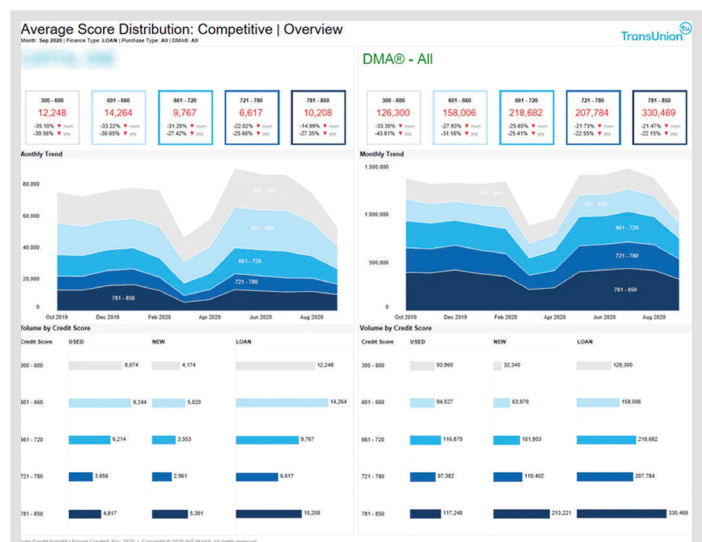 Average Score Distribution: Competitive | Overview
Month: Sep 2020 | Finance Type: LOAN | Purchase Type: All | DMA®: All
TransUnion
tu
DMA® - All
300 - 600
12,248
-35.10% ▼ mom
-39.56% ▼ yoy
601 - 660
14,264
-33.22% ▼ mom
-30.65% ▼ yoy
661 - 720
9,767
-31.20% ▼ mom
-27.42% ▼ yoy
721 - 780
6,617
-22.02% ▼ mom
-25.66% ▼ yoy
781 - 850
10,208
-14.99% ▼ mom
-27.35% ▼ yoy
300 - 600
126,300
-33.30% ▼ mom
-43.81% ▼ yoy
601 - 660
158,006
-27.93% ▼ mom
-31.16% ▼ yoy
661 - 720
218,682
-25.65% ▼ mom
-25.41% ▼ yoy
721 - 780
207,784
-21.73% ▼ mom
-22.55% ▼ yoy
781 - 850
330,469
-21.47% ▼ mom
-22.15% ▼ yoy
Monthly Trend
80,000
60,000
40,000
20,000
0
300 - 600
601 - 660
661 - 720
721 - 780
781 - 850
Oct 2019 Dec 2019 Feb 2020 Apr 2020 Jun 2020 Aug 2020
Monthly Trend
1,500,000
1,000,000
500,000
0
300 - 600
601 - 660
661 - 720
721 - 780
781 - 850
Oct 2019 Dec 2019 Feb 2020 Apr 2020 Jun 2020 Aug 2020
Volume by Credit Score
Credit Score USED NEW LOAN
300 - 600 8,074 4,174 12,248
601 - 660 9,244 5,020 14,264
661 - 720 6,214 3,553 9,767
721 - 780 3,656 2,961 6,617
781 - 850 4,817 5,391 10,208
Volume by Credit Score
Credit Score USED NEW LOAN
300 - 600 93,960 32,340 126,300
601 - 660 94,027 63,979 158,006
661 - 720 116,879 101,803 218,682
721 - 780 97,382 110,402 207,784
781 - 850 117,248 213,221 330,469